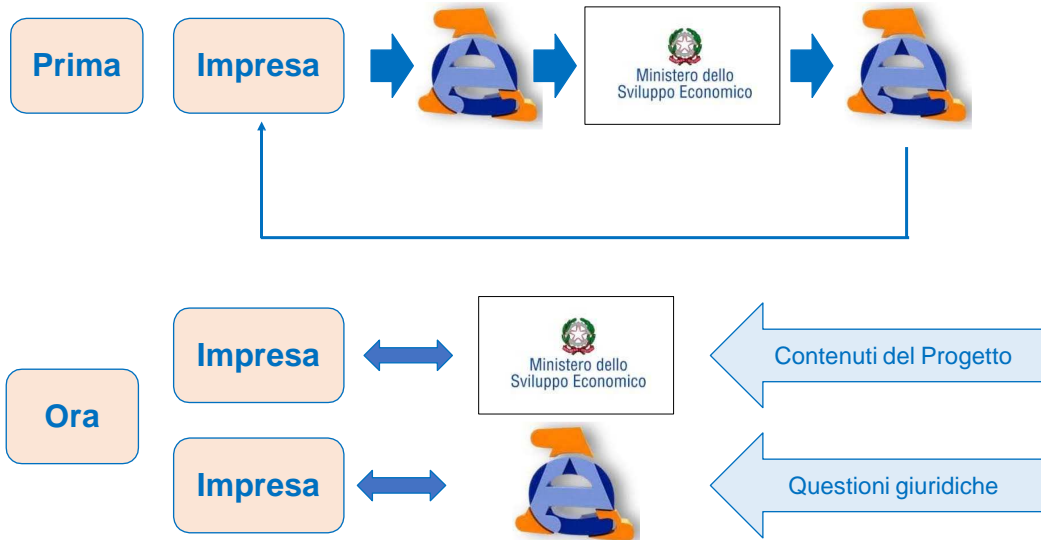 Prima
Impresa
Ministero dello
Sviluppo Economico
Impresa
Ministero dello
Sviluppo Economico
Contenuti del Progetto
Ora
Impresa
Questioni giuridiche